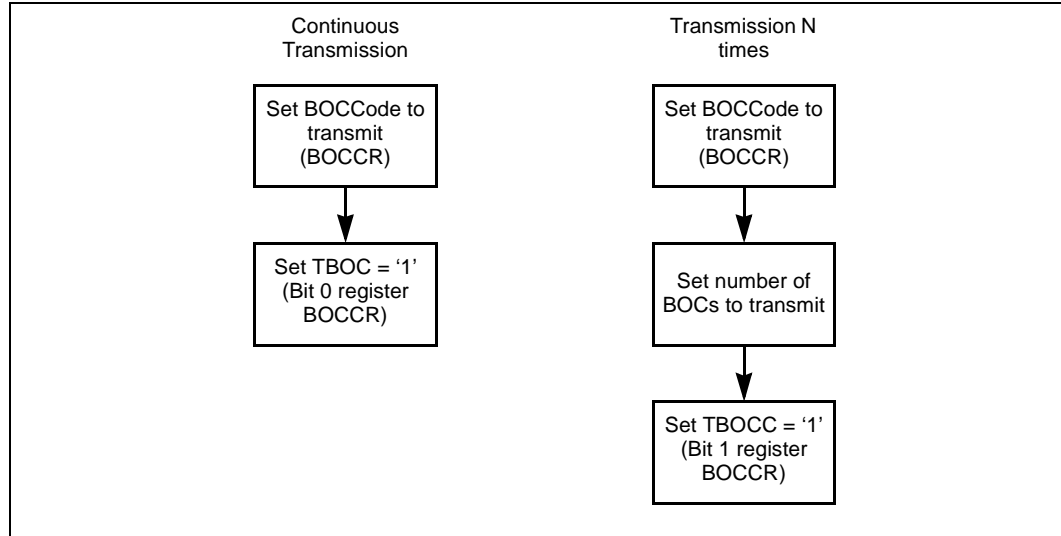 Continuous
Transmission
Set BOCCode to
transmit
(BOCCR)
Set TBOC = ‘1’
(Bit 0 register
BOCCR)
Transmission N
times
Set BOCCode to
transmit
(BOCCR)
Set number of
BOCs to transmit
Set TBOCC = ‘1’
(Bit 1 register
BOCCR)